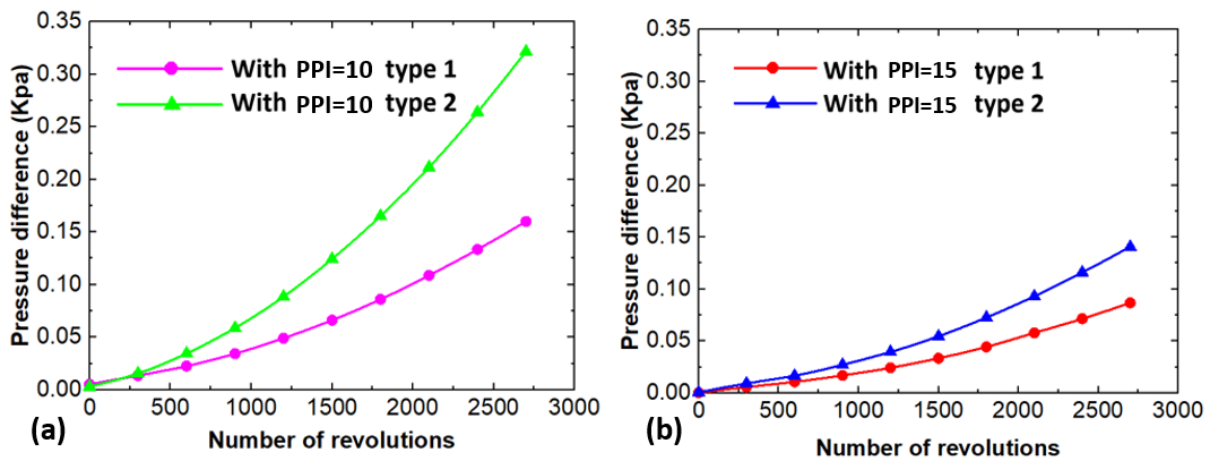 0.35
0.30
0.25
0.20
0.15
0.10
0.05
0.00
Pressure difference (Kpa)
With PPI=10 type 1
With PPI=10 type 2
0 500 1000 1500 2000 2500 3000
Number of revolutions
(a)
0.35
0.30
0.25
0.20
0.15
0.10
0.05
0.00
Pressure difference (Kpa)
With PPI=15 type 1
With PPI=15 type 2
0 500 1000 1500 2000 2500 3000
Number of revolutions
(b)